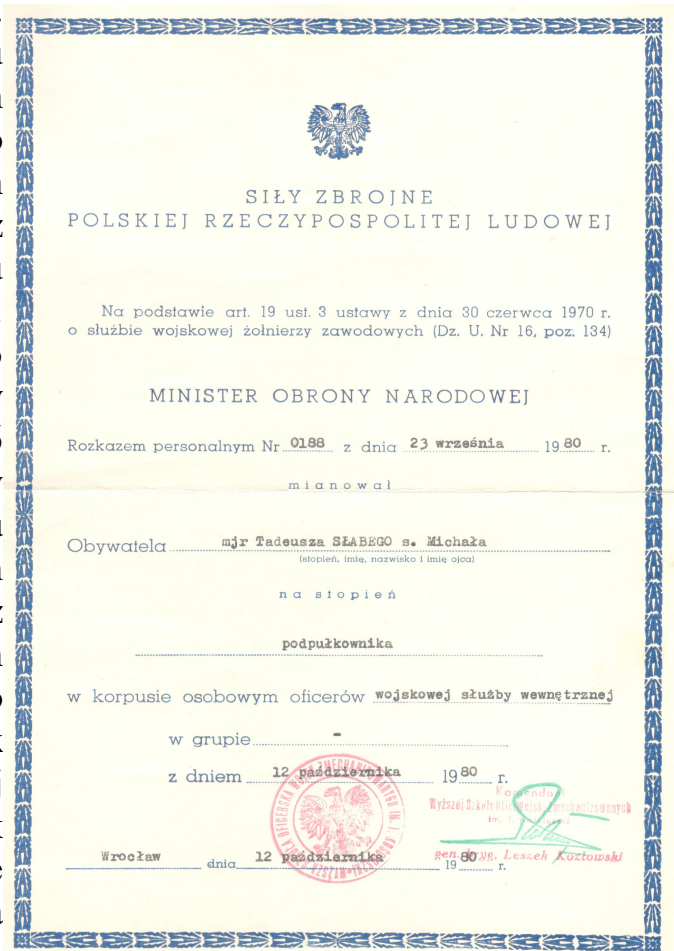 SIŁY ZBROJNE
POLSKIEJ RZECZYPOSPOLITEJ LUDOWEJ
Na podstawie art. 19 ust. 3 ustawy z dnia 30 czerwca 1970 r.
o służbie wojskowej żołnierzy zawodowych (Dz. U. Nr 16, poz. 134)
MINISTER OBRONY NARODOWEJ
Rozkazem personalnym Nr 0188 z dnia 23 września 1980 r.
mianował
Obywatela mjr Tadeusza SŁABEGO s. Michała
(stopień, imię, nazwisko i imię ojca)
na stopień
podpułkownika
w korpusie osobowym oficerów wojskowej służby wewnętrznej
w grupie -
z dniem 12 października 1980 r.
Komenda
Wyższej Szkoły Ofic. Wojsk Zmechanizowanych
im. T.
gen. Leszek Kozłowski
Wrocław dnia 12 października 1980 r.